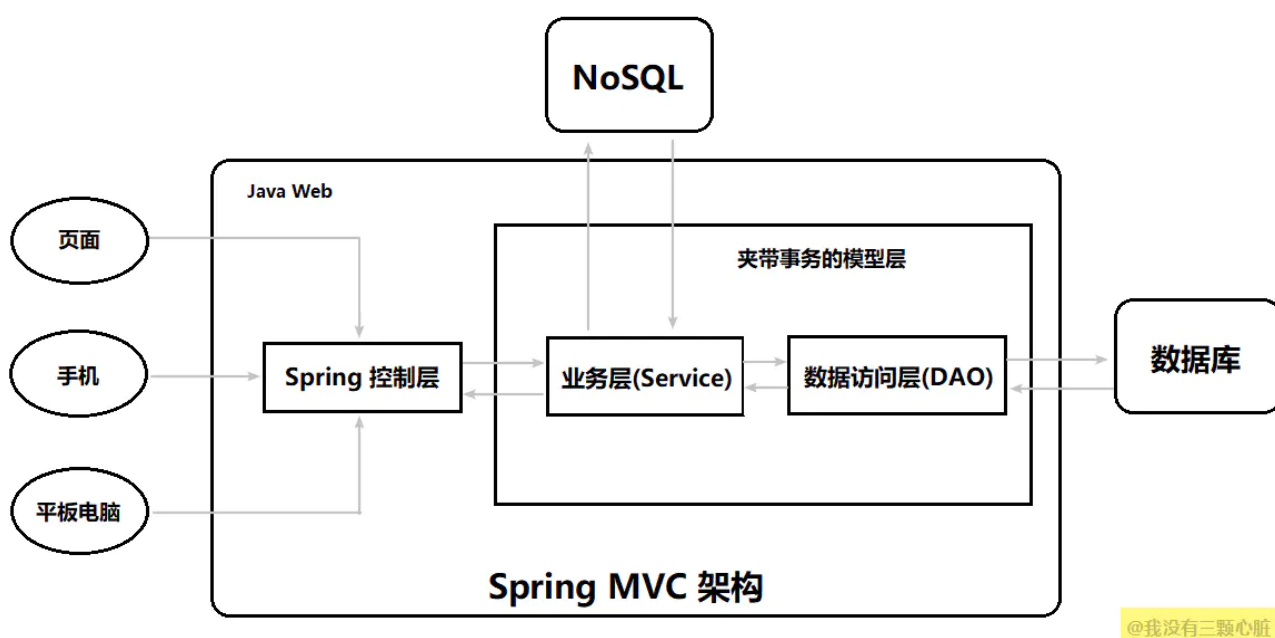 NoSQL
Java Web
页面
夹带事务的模型层
手机
Spring 控制层
业务层(Service)
数据访问层(DAO)
数据库
平板电脑
Spring MVC 架构
@我没有三颗心脏